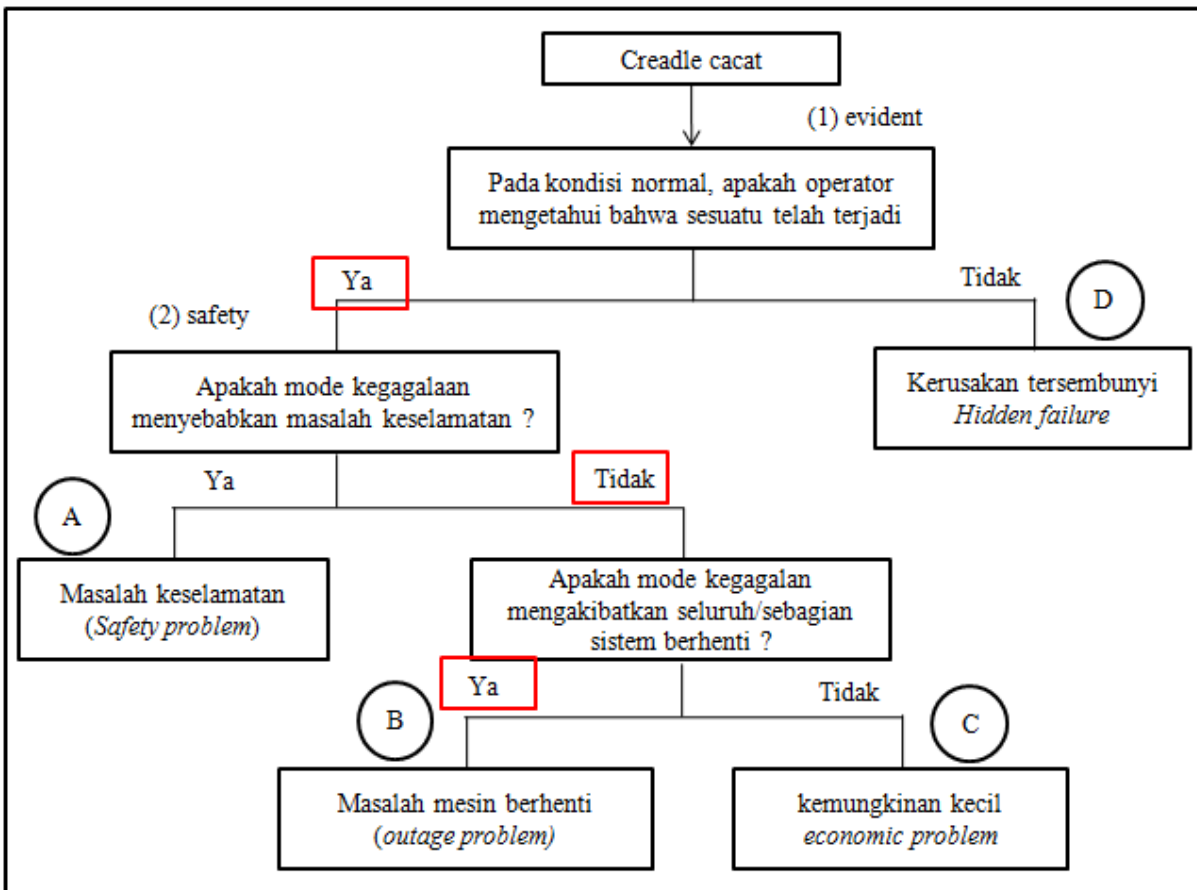 Creadle cacat
(1) evident
Pada kondisi normal, apakah operator
mengetahui bahwa sesuatu telah terjadi
Ya
Tidak
D
(2) safety
Apakah mode kegagalaan
menyebabkan masalah keselamatan ?
Kerusakan tersembunyi
Hidden failure
Ya
Tidak
A
Masalah keselamatan
(Safety problem)
Apakah mode kegagalan
mengakibatkan seluruh/sebagian
sistem berhenti ?
Ya
Tidak
B
C
Masalah mesin berhenti
(outage problem)
kemungkinan kecil
economic problem